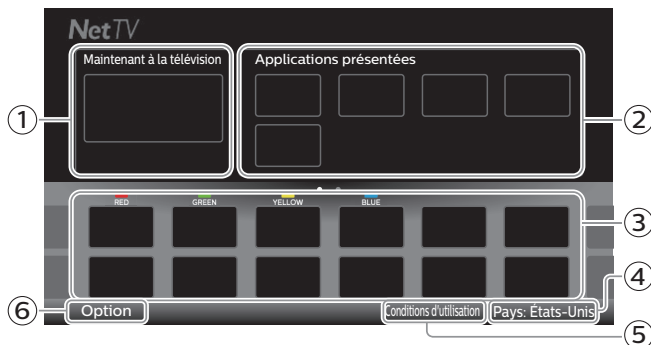 NetTV
Maintenant à la télévision
Applications présentées
① ②
RED GREEN YELLOW BLUE
③
④
⑥ Option Conditions d'utilisation Pays: États-Unis
⑤